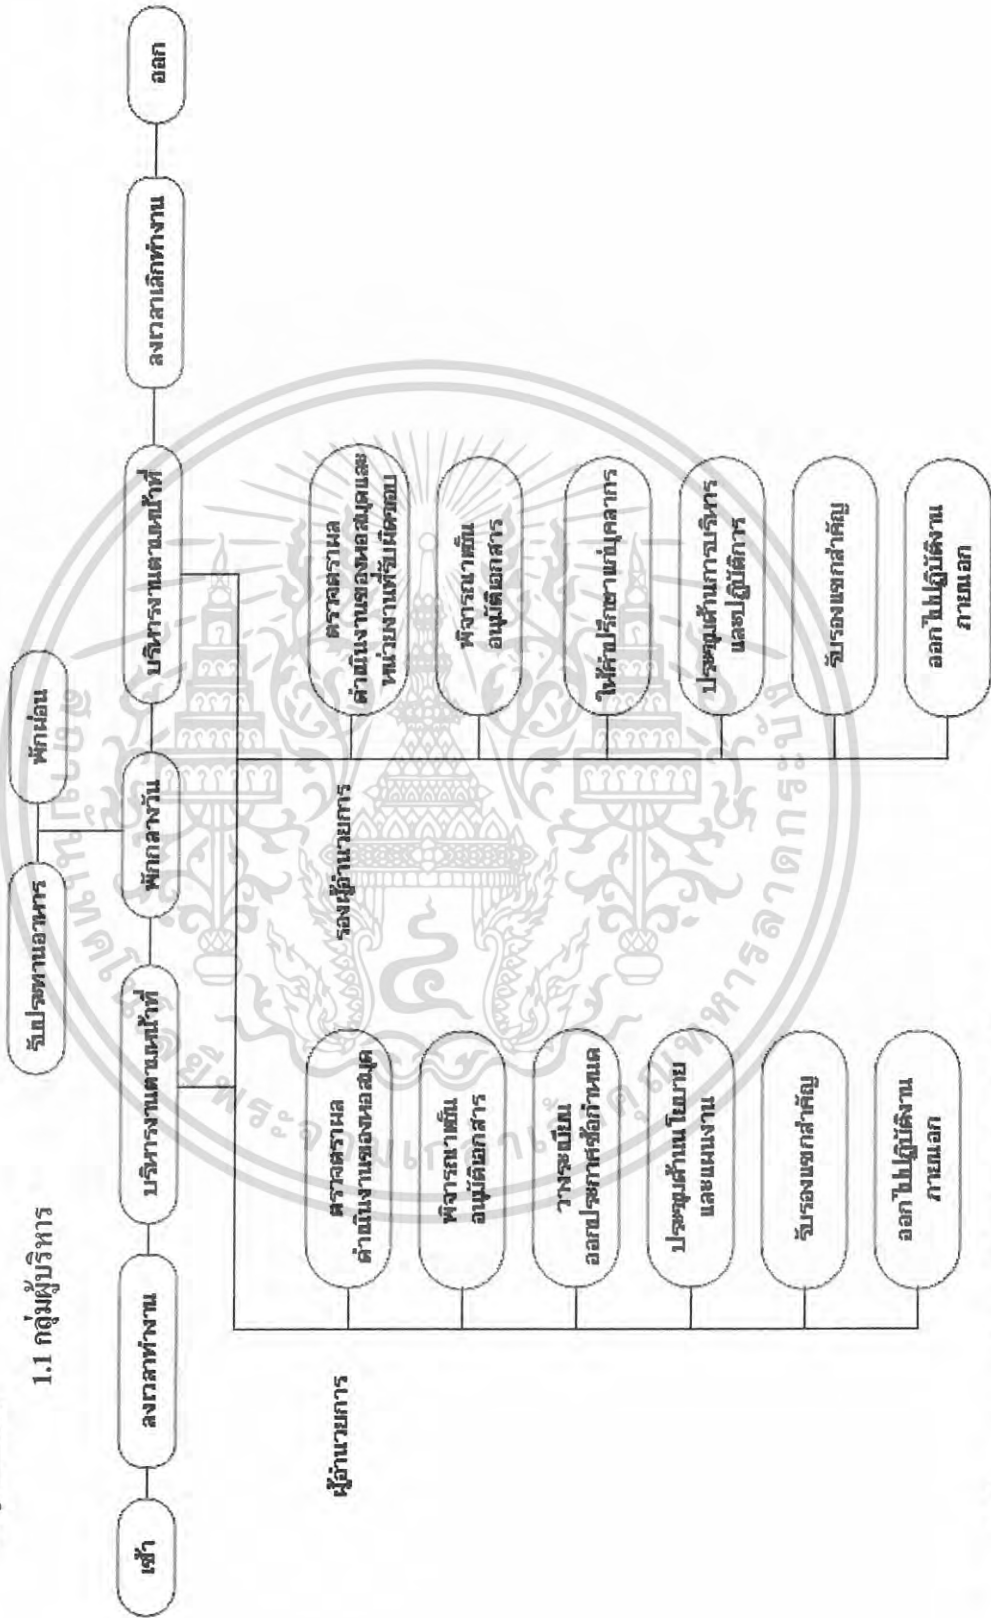 1.1 กลุ่มผู้บริหาร
รับประทานอาหาร
พักผ่อน
เข้า
ลงเวลาทำงาน
บริหารงานตามหน้าที่
พักกลางวัน
บริหารงานตามหน้าที่
ลงเวลาเลิกทำงาน
ออก
ผู้อำนวยการ
ตรวจตราผล
ดำเนินงานของหอสมุด
พิจารณาเซ็น
อนุมัติเอกสาร
วางระเบียบ
ออกประกาศข้อกำหนด
ประชุมด้านนโยบาย
และแผนงาน
รับรองแขกสำคัญ
ออกไปปฏิบัติงาน
ภายนอก
รองผู้อำนวยการ
ตรวจตราผล
ดำเนินงานของหอสมุดและ
หน่วยงานที่รับผิดชอบ
พิจารณาเซ็น
อนุมัติเอกสาร
ให้คำปรึกษาแก่บุคลากร
ประชุมด้านการบริหาร
และปฏิบัติการ
รับรองแขกสำคัญ
ออกไปปฏิบัติงาน
ภายนอก